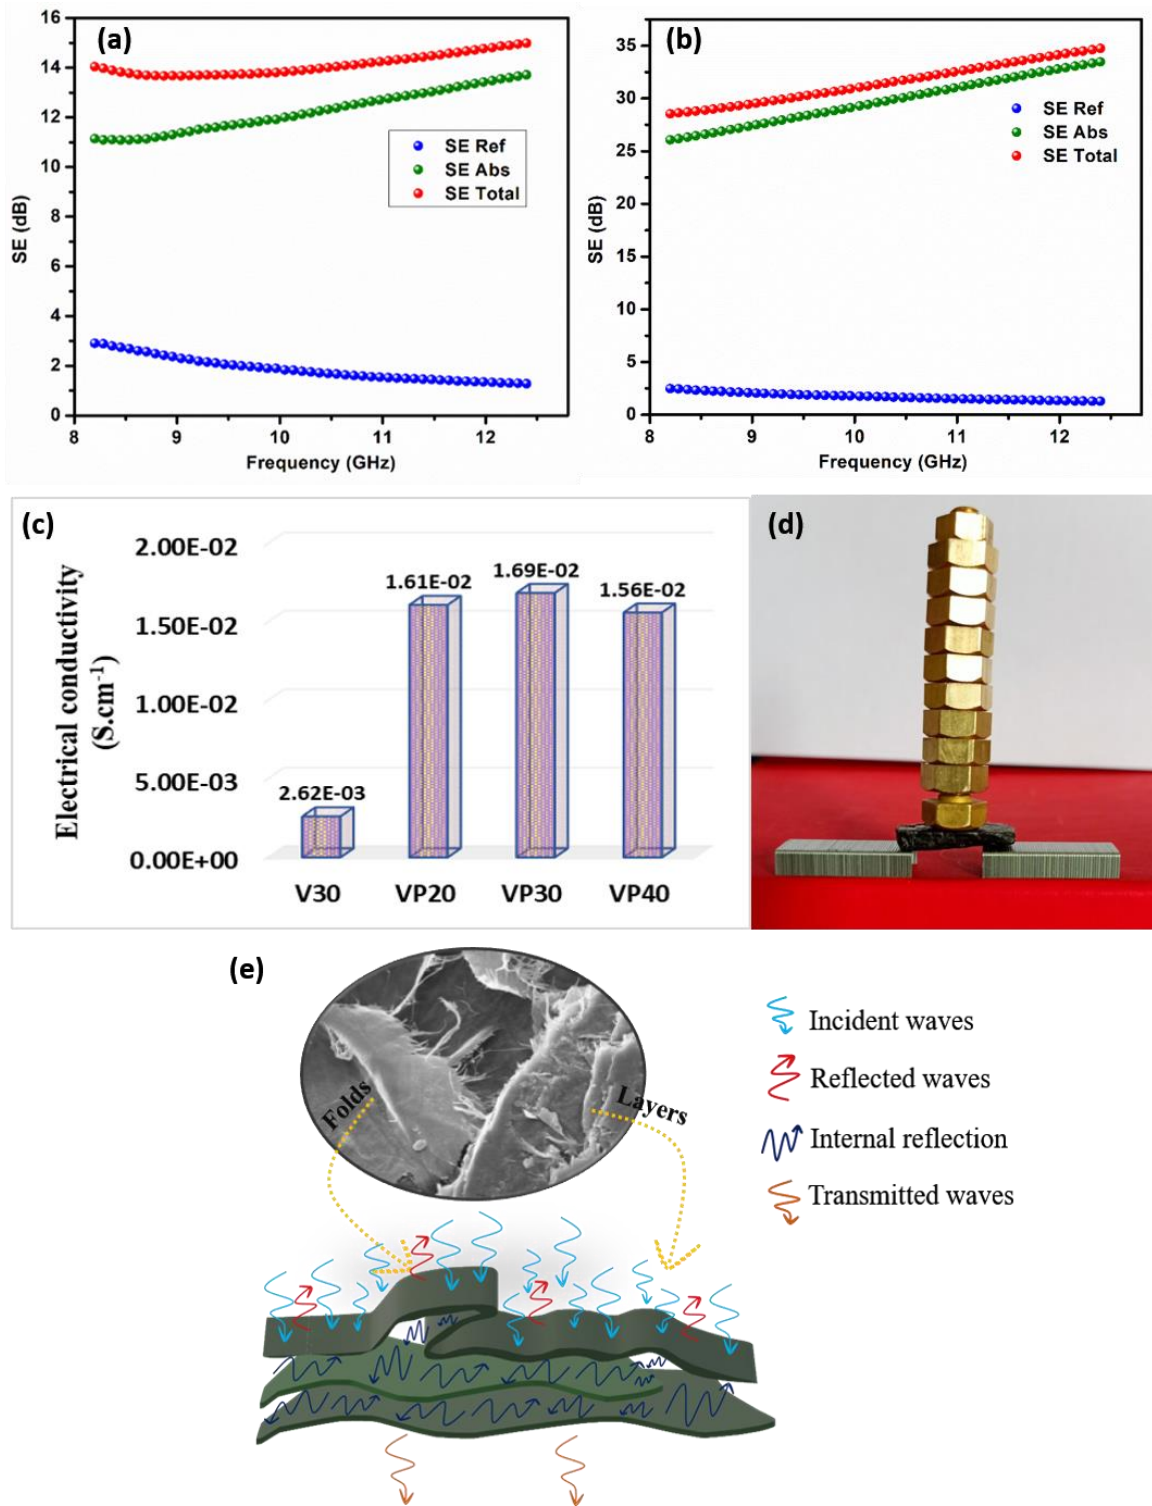 (a)
16
14
12
10
8
6
4
2
0
SE (dB)
SE Ref
SE Abs
SE Total
8
9
10
11
12
Frequency (GHz)
(b)
35
30
25
20
15
10
5
0
SE (dB)
SE Ref
SE Abs
SE Total
8
9
10
11
12
Frequency (GHz)
(c)
Electrical conductivity
(S.cm-1)
2.00E-02
1.50E-02
1.00E-02
5.00E-03
0.00E+00
2.62E-03
1.61E-02
1.69E-02
1.56E-02
V30
VP20
VP30
VP40
(d)
(e)
Folds
Layers
Incident waves
Reflected waves
Internal reflection
Transmitted waves